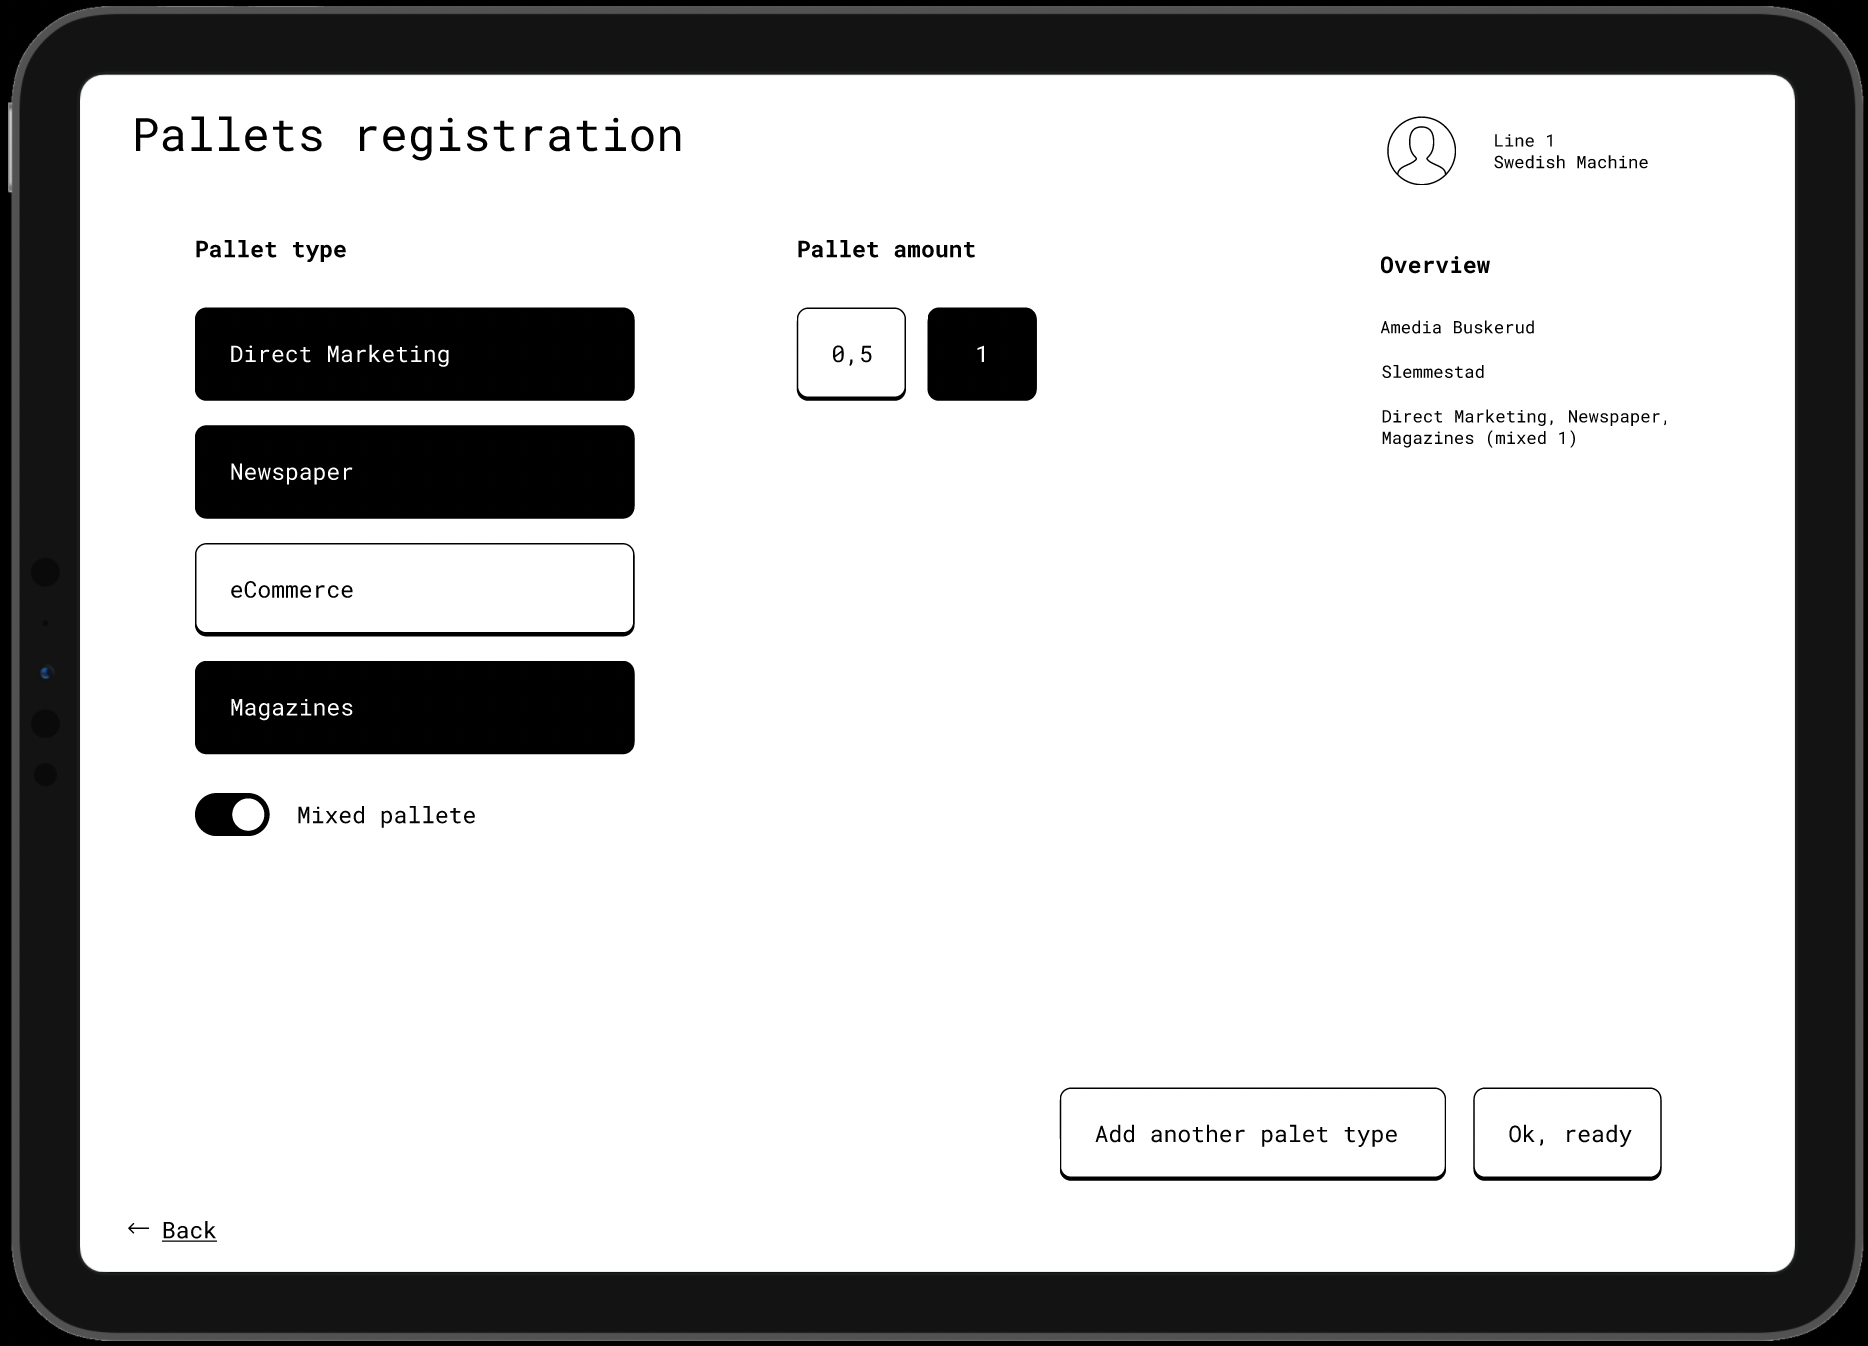 Pallets registration
Line 1
Swedish Machine
Pallet type
Direct Marketing
Newspaper
eCommerce
Magazines
Mixed pallete
Pallet amount
0,5
1
Overview
Amedia Buskerud
Slemmestad
Direct Marketing, Newspaper,
Magazines (mixed 1)
Add another palet type
Ok, ready
← Back